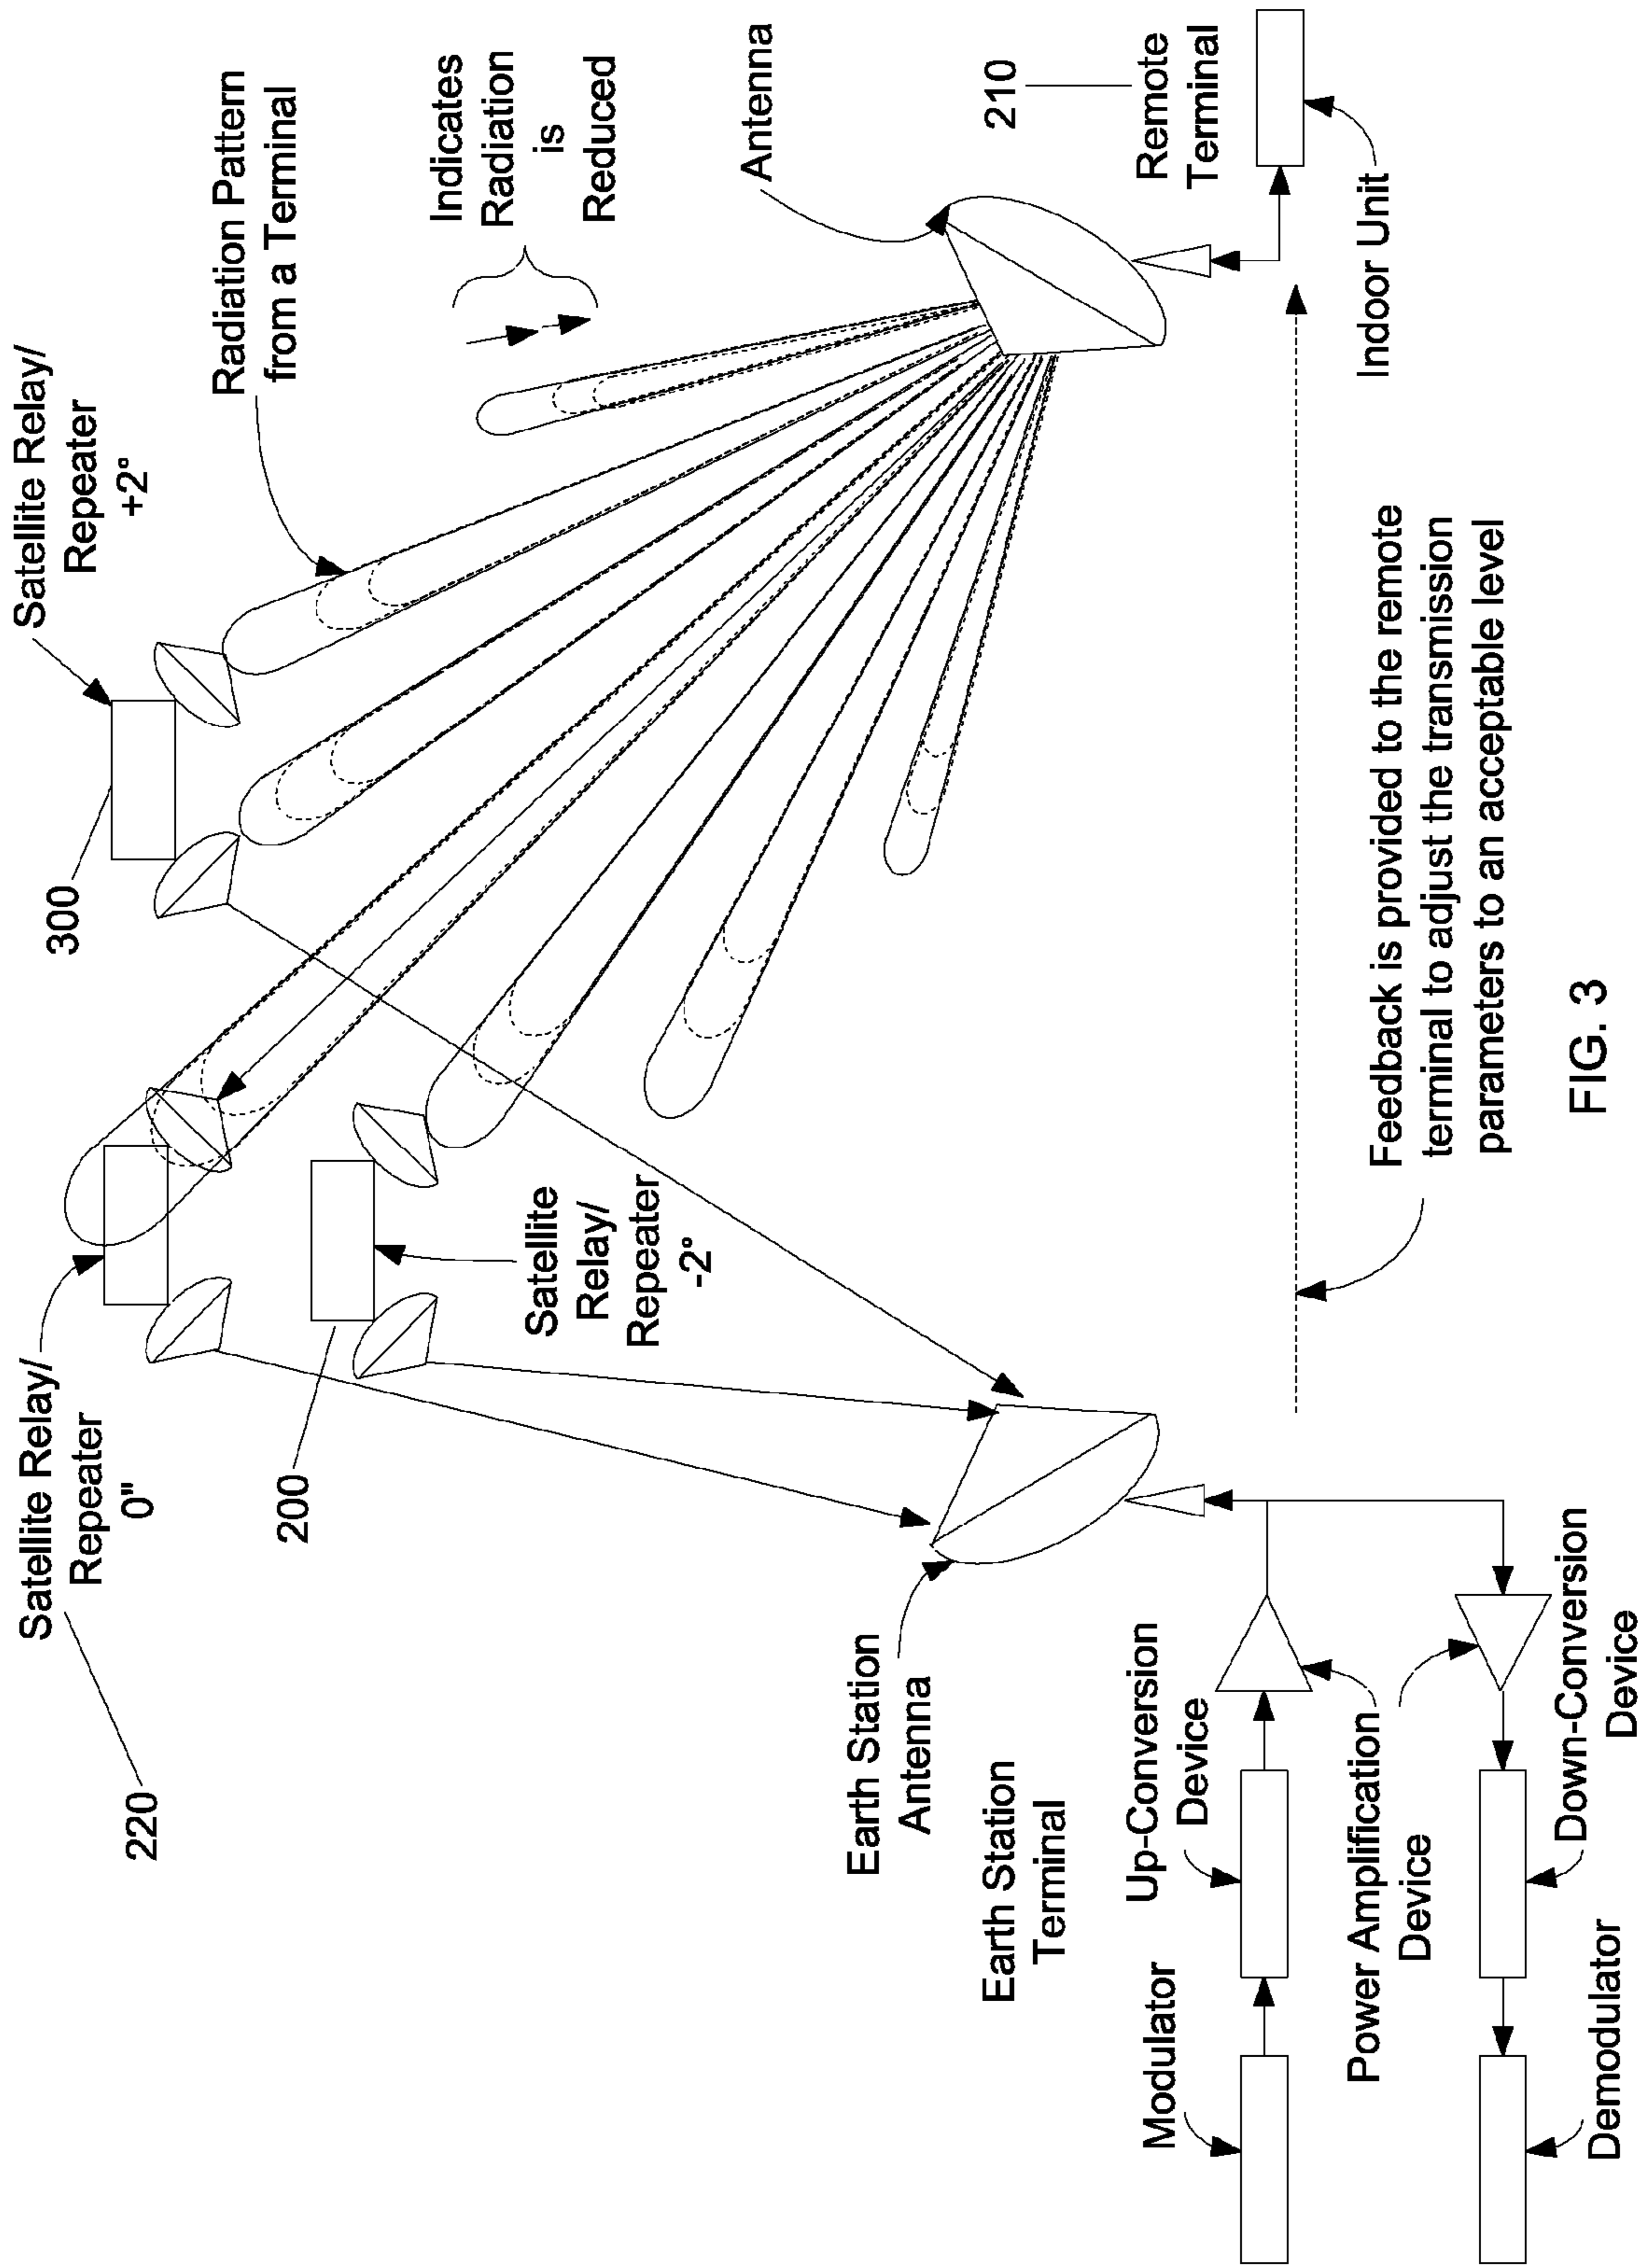 Satellite Relay/
Repeater
0"
220
Satellite Relay/
Repeater
+2°
300
Radiation Pattern
from a Terminal
Indicates
Radiation
is
Reduced
Antenna
210
Remote
Terminal
Indoor Unit
200
Satellite
Relay/
Repeater
-2°
Earth Station
Antenna
Earth Station
Terminal
Modulator
Up-Conversion
Device
Power Amplification
Device
Demodulator
Down-Conversion
Device
Feedback is provided to the remote
terminal to adjust the transmission
parameters to an acceptable level
FIG. 3